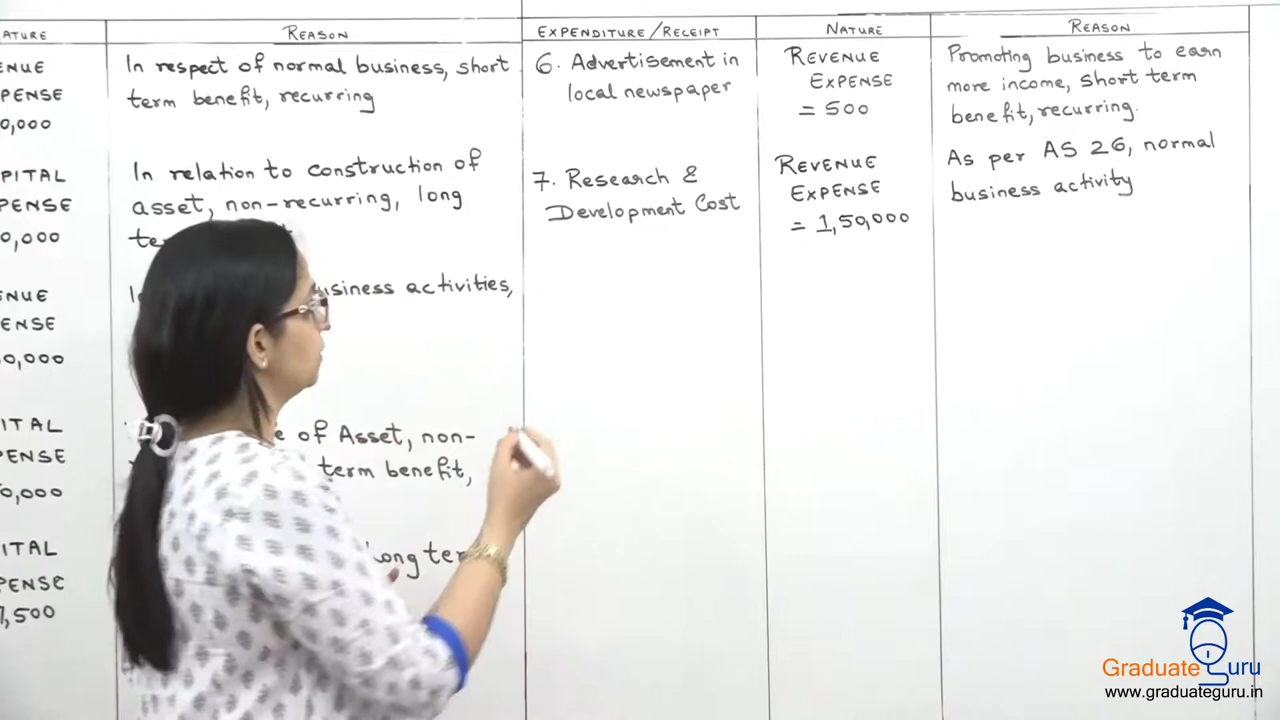 ATURE
REASON
ENUE
PENSE
0,000
In respect of normal business, short
term benefit, recurring
PITAL
PENSE
0,000
In relation to construction of
asset, non-recurring, long
ENUE
ENSE
0,000
usiness activities,
ITAL
PENSE
0,000
e of Asset, non-
term benefit,
ITAL
PENSE
7,500
Long ter
EXPENDITURE/RECEIPT
NATURE
REASON
6. Advertisement in
local newspaper
REVENUE
EXPENSE
= 500
Promoting business to earn
more income, short term
benefit, recurring.
7. Research &
Development Cost
REVENUE
EXPENSE
= 1,50,000
As per AS 26, normal
business activity
Graduate Guru
www.graduateguru.in